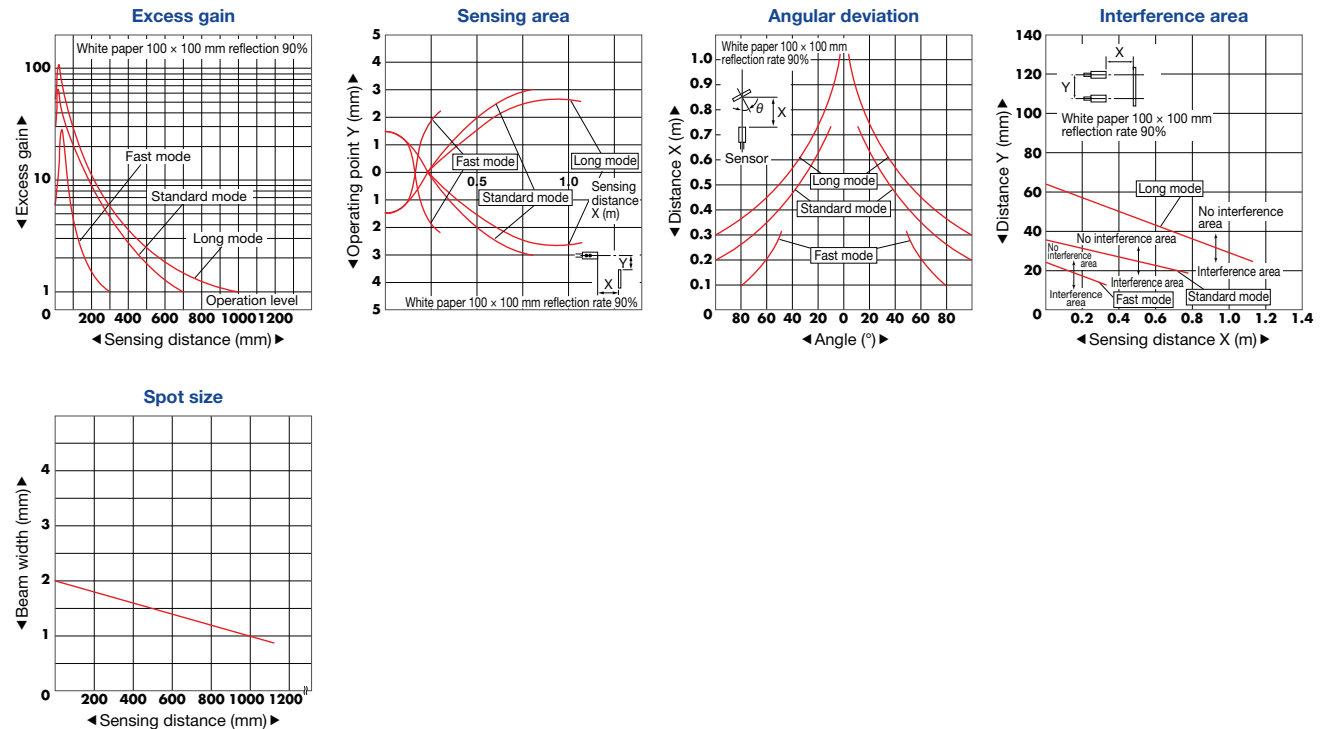 Excess gain
White paper 100 × 100 mm reflection 90%
◀ Excess gain ▶
100
10
1
0
Fast mode
Standard mode
Long mode
Operation level
200 400 600 800 1000 1200
◀ Sensing distance (mm) ▶
Sensing area
◀ Operating point Y (mm) ▶
5
4
3
2
1
0
1
2
3
4
5
Fast mode
Long mode
0.5
1.0
Standard mode
Sensing
distance
X (m)
Y
X
White paper 100 × 100 mm reflection rate 90%
Angular deviation
White paper 100 × 100 mm
reflection rate 90%
◀ Distance X (m) ▶
1.0
0.9
0.8
0.7
0.6
0.5
0.4
0.3
0.2
0.1
0
θ
X
Sensor
Long mode
Standard mode
Fast mode
80 60 40 20 0 20 40 60 80
◀ Angle (°) ▶
Interference area
◀ Distance Y (mm) ▶
140
120
100
80
60
40
20
0
X
Y
White paper 100 × 100 mm
reflection rate 90%
Long mode
No interference
area
No interference area
No
interference
area
Interference area
Interference area
Interference
area
Fast mode
Standard mode
0.2 0.4 0.6 0.8 1.0 1.2 1.4
◀ Sensing distance X (m) ▶
Spot size
◀ Beam width (mm) ▶
4
3
2
1
0
200 400 600 800 1000 1200
◀ Sensing distance (mm) ▶